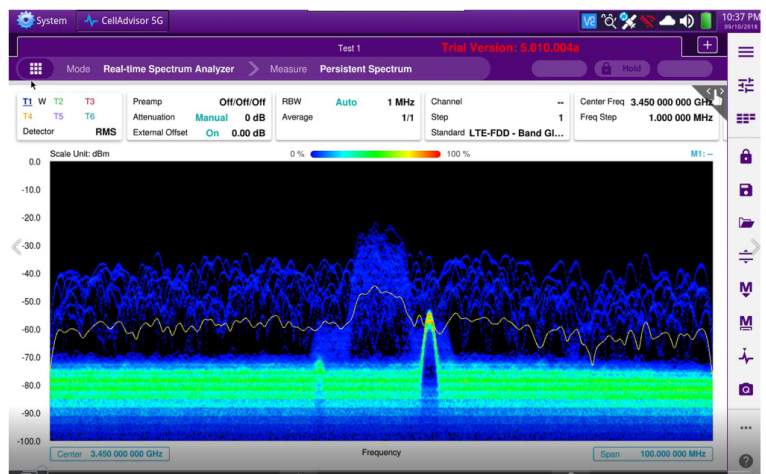 System CellAdvisor 5G 10:37 PM
09/10/2018
Test 1 Trial Version: 5.010.004a
Mode Real-time Spectrum Analyzer Measure Persistent Spectrum Hold
T1 W T2 T3
T4 T5 T6
Detector RMS
Preamp Off/Off/Off
Attenuation Manual 0 dB
External Offset On 0.00 dB
RBW Auto 1 MHz
Average 1/1
Channel --
Step 1
Standard LTE-FDD - Band Gl...
Center Freq 3.450 000 000 GHz
Freq Step 1.000 000 MHz
Scale Unit: dBm 0 % 100 % M1: --
0.0
-10.0
-20.0
-30.0
-40.0
-50.0
-60.0
-70.0
-80.0
-90.0
-100.0
Center 3.450 000 000 GHz Frequency Span 100.000 000 MHz
M
M